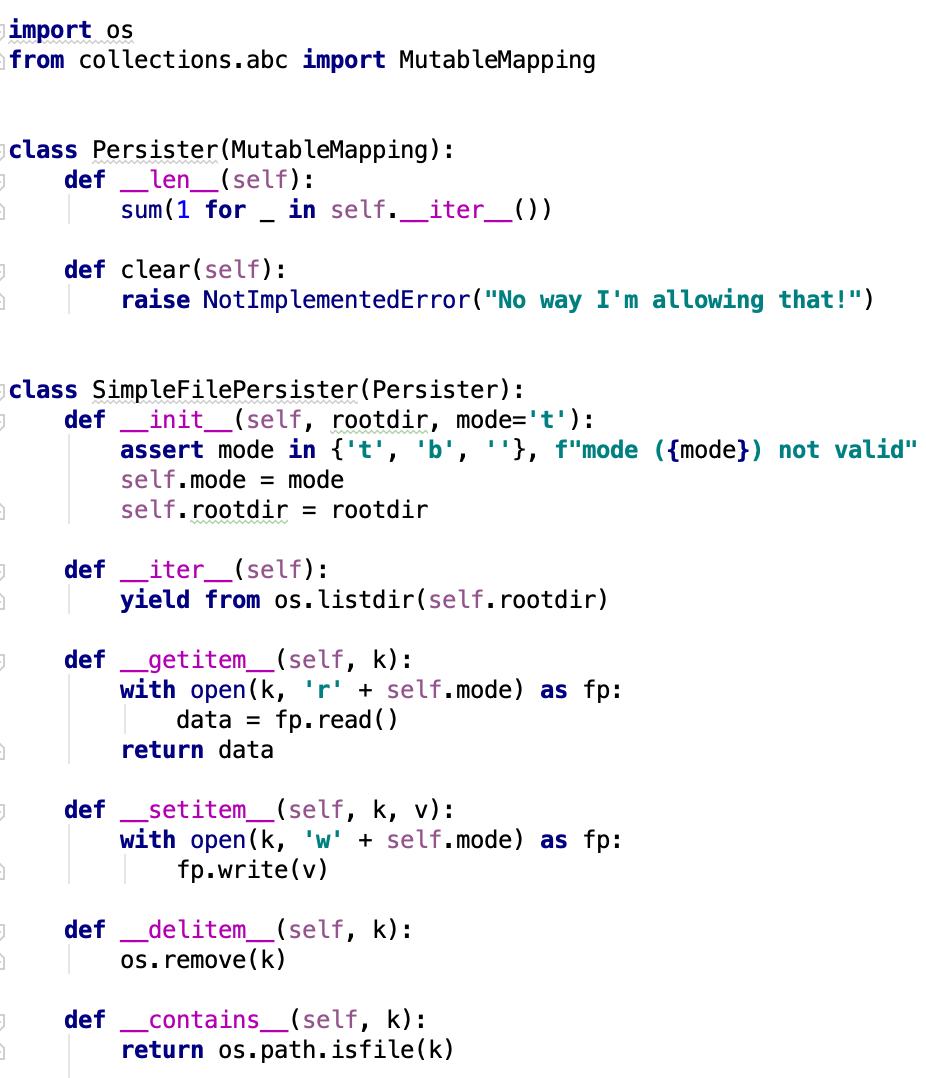 import os
from collections.abc import MutableMapping
class Persister(MutableMapping):
    def __len__(self):
        sum(1 for _ in self.__iter__())
    def clear(self):
        raise NotImplementedError("No way I'm allowing that!")
class SimpleFilePersister(Persister):
    def __init__(self, rootdir, mode='t'):
        assert mode in {'t', 'b', ''}, f"mode ({mode}) not valid"
        self.mode = mode
        self.rootdir = rootdir
    def __iter__(self):
        yield from os.listdir(self.rootdir)
    def __getitem__(self, k):
        with open(k, 'r' + self.mode) as fp:
            data = fp.read()
        return data
    def __setitem__(self, k, v):
        with open(k, 'w' + self.mode) as fp:
            fp.write(v)
    def __delitem__(self, k):
        os.remove(k)
    def __contains__(self, k):
        return os.path.isfile(k)